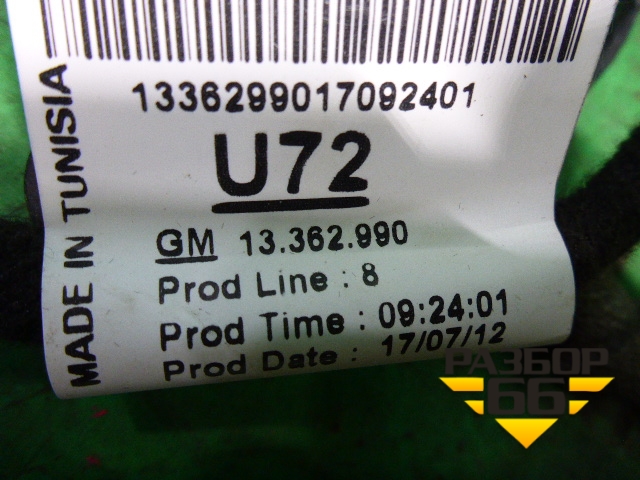 1336299017092401
U72
GM 13.362.990
Prod Line : 8
Prod Time : 09:24:01
Prod Date : 17/07/12
MADE IN TUNISIA
РАЗБОР
66